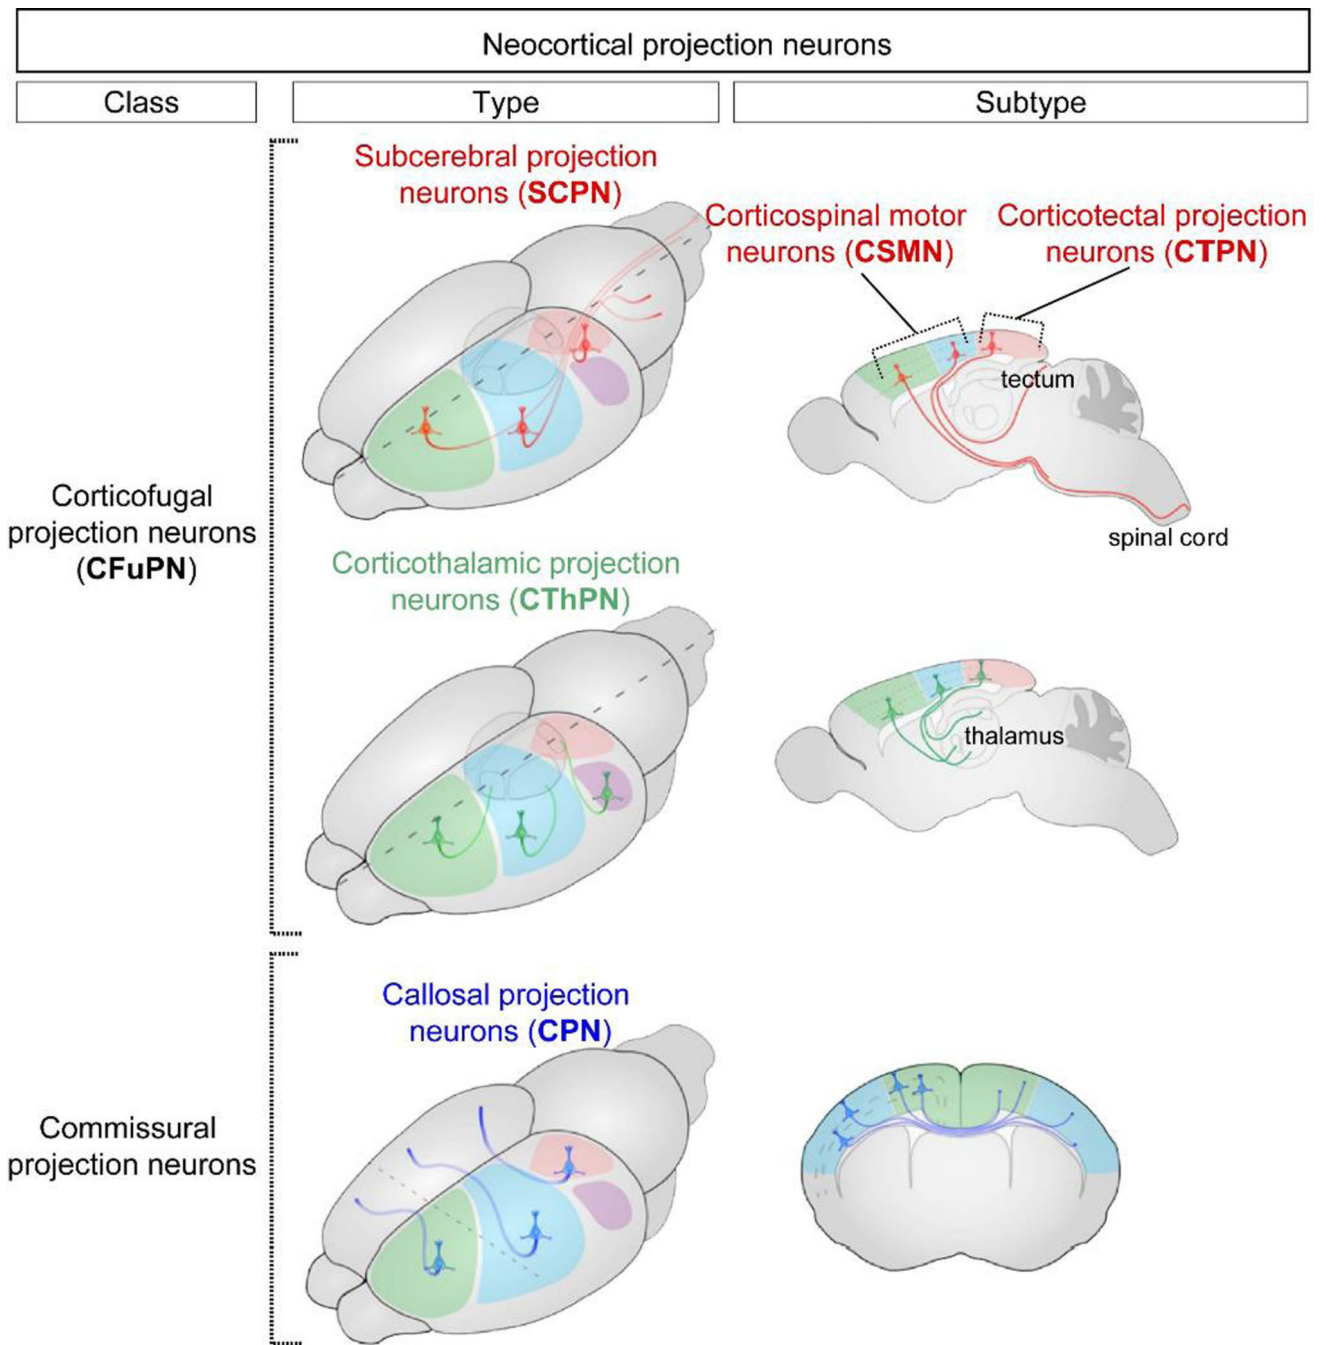 Neocortical projection neurons
Class
Type
Subtype
Subcerebral projection
neurons (SCPN)
Corticospinal motor
neurons (CSMN)
Corticotectal projection
neurons (CTPN)
tectum
spinal cord
Corticofugal
projection neurons
(CFuPN)
Corticothalamic projection
neurons (CThPN)
thalamus
Callosal projection
neurons (CPN)
Commissural
projection neurons